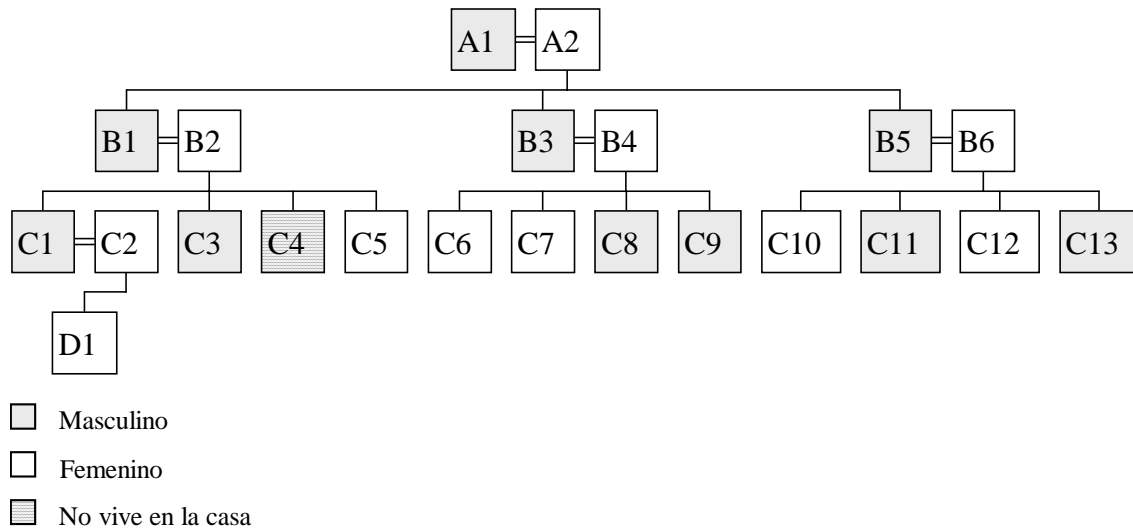 A1 A2
B1 B2 B3 B4 B5 B6
C1 C2 C3 C4 C5 C6 C7 C8 C9 C10 C11 C12 C13
D1
Masculino
Femenino
No vive en la casa